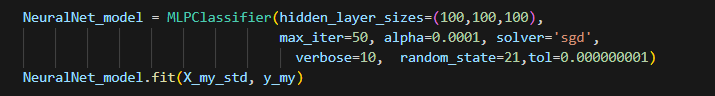 NeuralNet_model = MLPClassifier(hidden_layer_sizes=(100,100,100),
max_iter=50, alpha=0.0001, solver='sgd',
verbose=10,  random_state=21,tol=0.000000001)
NeuralNet_model.fit(X_my_std, y_my)